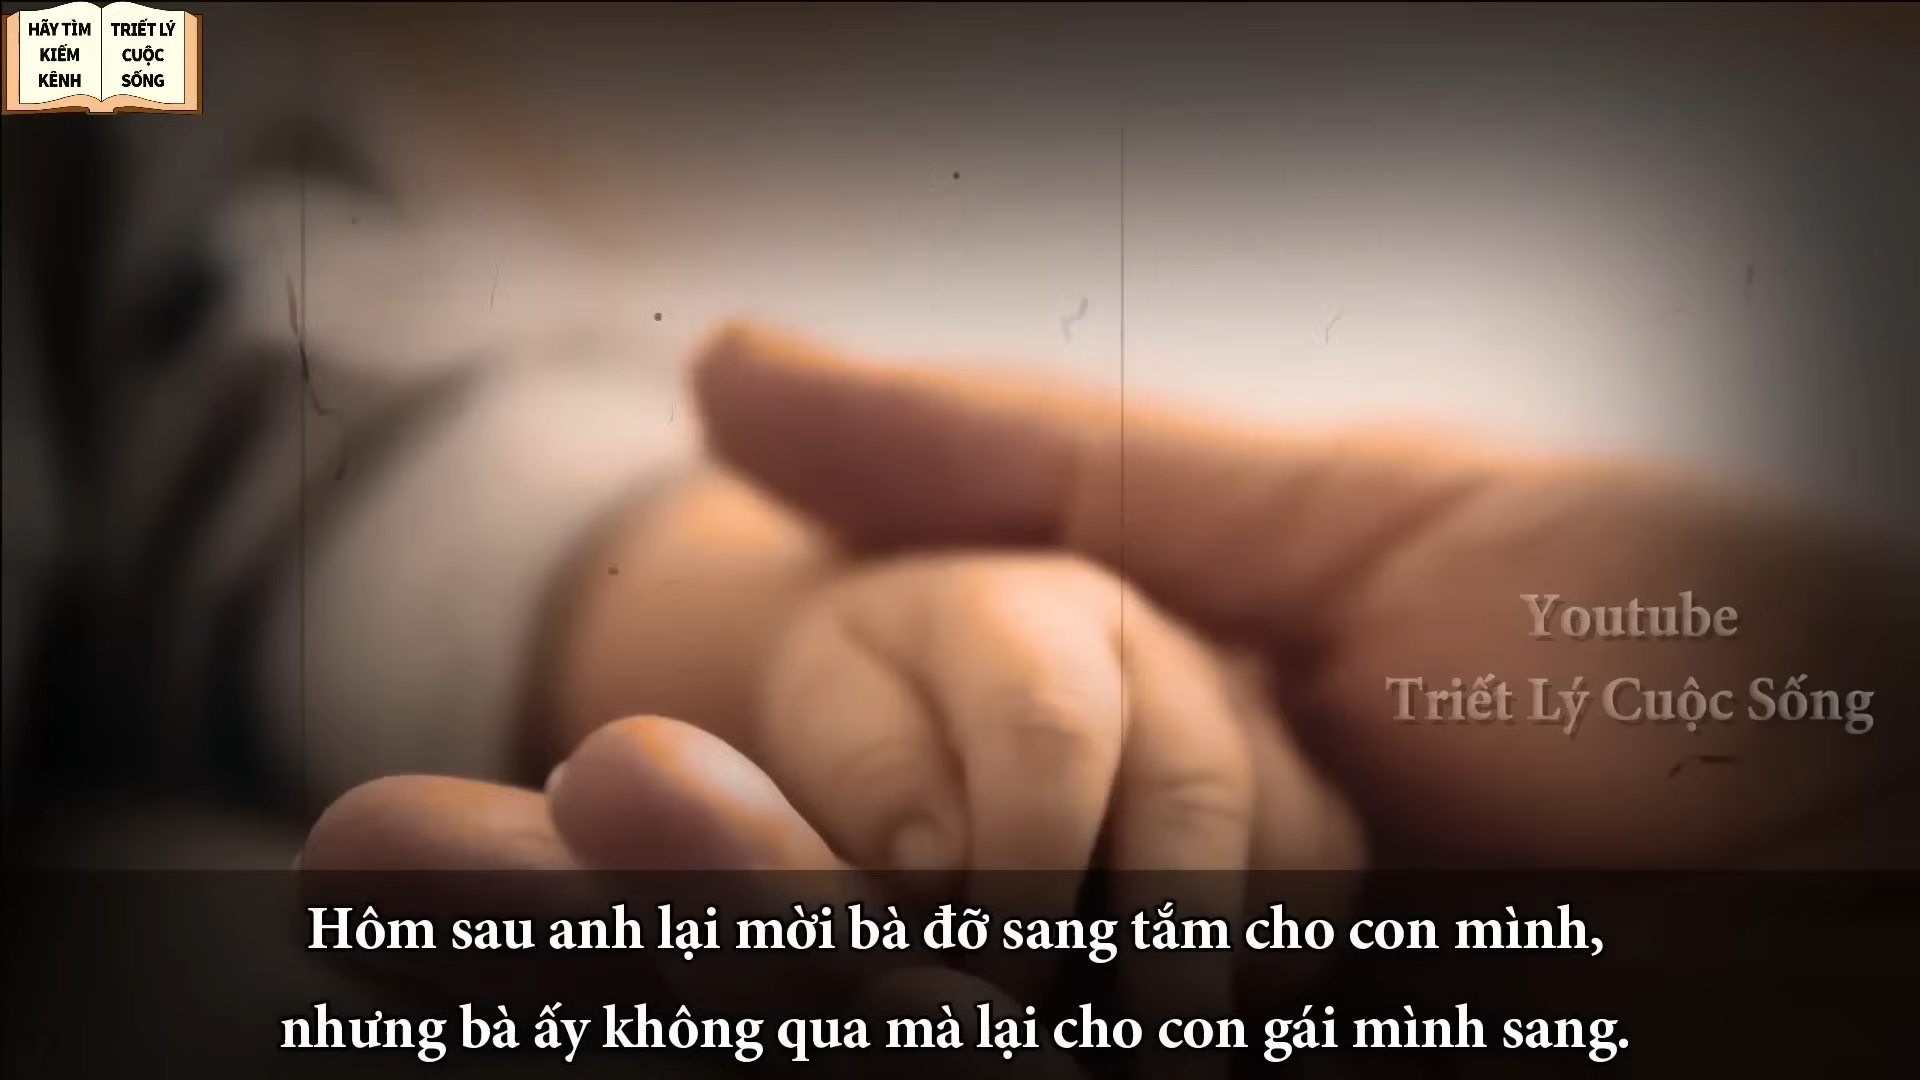 HÃY TÌM
KIẾM
KÊNH
TRIẾT LÝ
CUỘC
SỐNG
Youtube
Triết Lý Cuộc Sống
Hôm sau anh lại mời bà đỡ sang tắm cho con mình,
nhưng bà ấy không qua mà lại cho con gái mình sang.